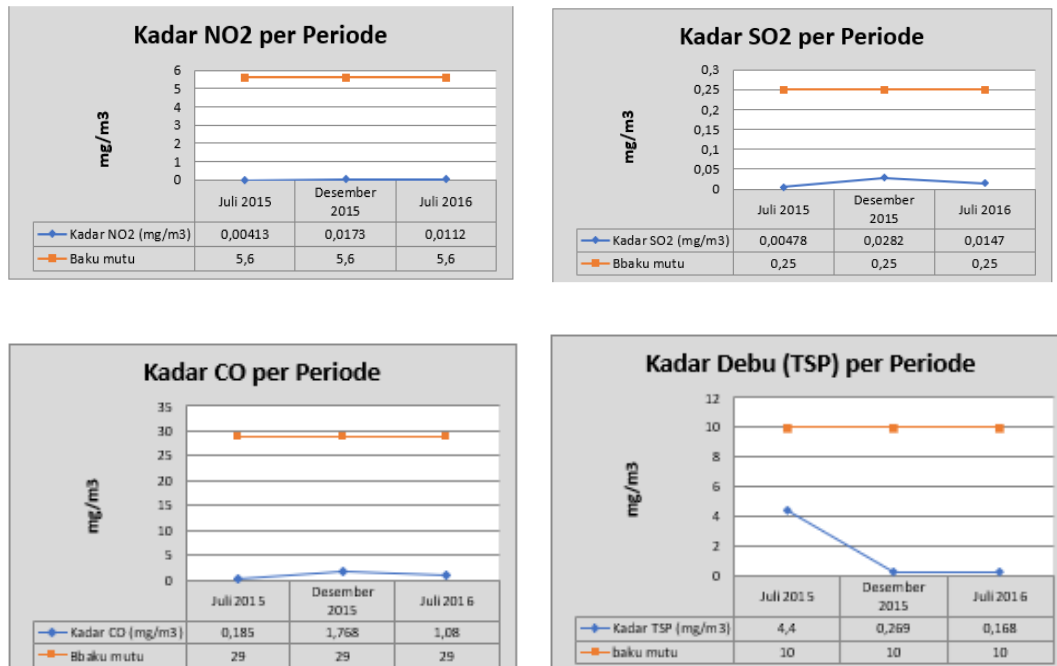 Kadar NO2 per Periode
mg/m3
6
5
4
3
2
1
0
Juli 2015 Desember 2015 Juli 2016
Kadar NO2 (mg/m3) 0,00413 0,0173 0,0112
Baku mutu 5,6 5,6 5,6
Kadar SO2 per Periode
mg/m3
0,3
0,25
0,2
0,15
0,1
0,05
0
Juli 2015 Desember 2015 Juli 2016
Kadar SO2 (mg/m3) 0,00478 0,0282 0,0147
Bbaku mutu 0,25 0,25 0,25
Kadar CO per Periode
mg/m3
35
30
25
20
15
10
5
0
Juli 2015 Desember 2015 Juli 2016
Kadar CO (mg/m3) 0,185 1,768 1,08
Bbaku mutu 29 29 29
Kadar Debu (TSP) per Periode
mg/m3
12
10
8
6
4
2
0
Juli 2015 Desember 2015 Juli 2016
Kadar TSP (mg/m3) 4,4 0,269 0,168
baku mutu 10 10 10